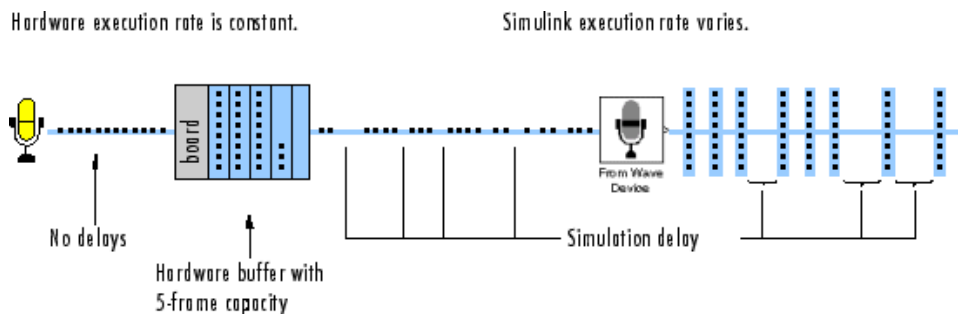 Hardware execution rate is constant.
Simulink execution rate varies.
board
From Wave
Device
No delays
Simulation delay
Hardware buffer with
5-frame capacity